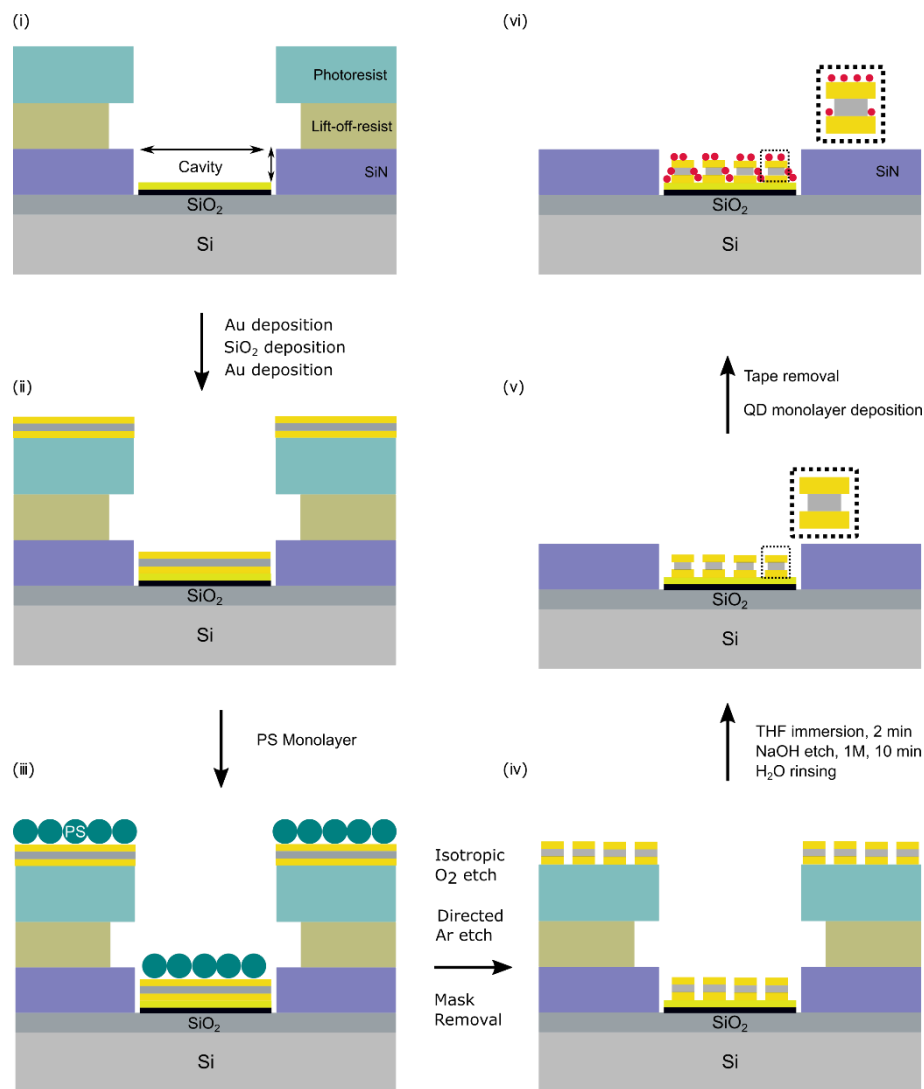 (i)
Photoresist
Lift-off-resist
Cavity
SiN
SiO₂
Si
Au deposition
SiO₂ deposition
Au deposition
(ii)
SiO₂
Si
PS Monolayer
(iii)
PS
SiO₂
Si
Isotropic
O₂ etch
Directed
Ar etch
Mask
Removal
(iv)
SiO₂
Si
THF immersion, 2 min
NaOH etch, 1M, 10 min
H₂O rinsing
(v)
SiO₂
Si
Tape removal
QD monolayer deposition
(vi)
SiN
SiO₂
Si